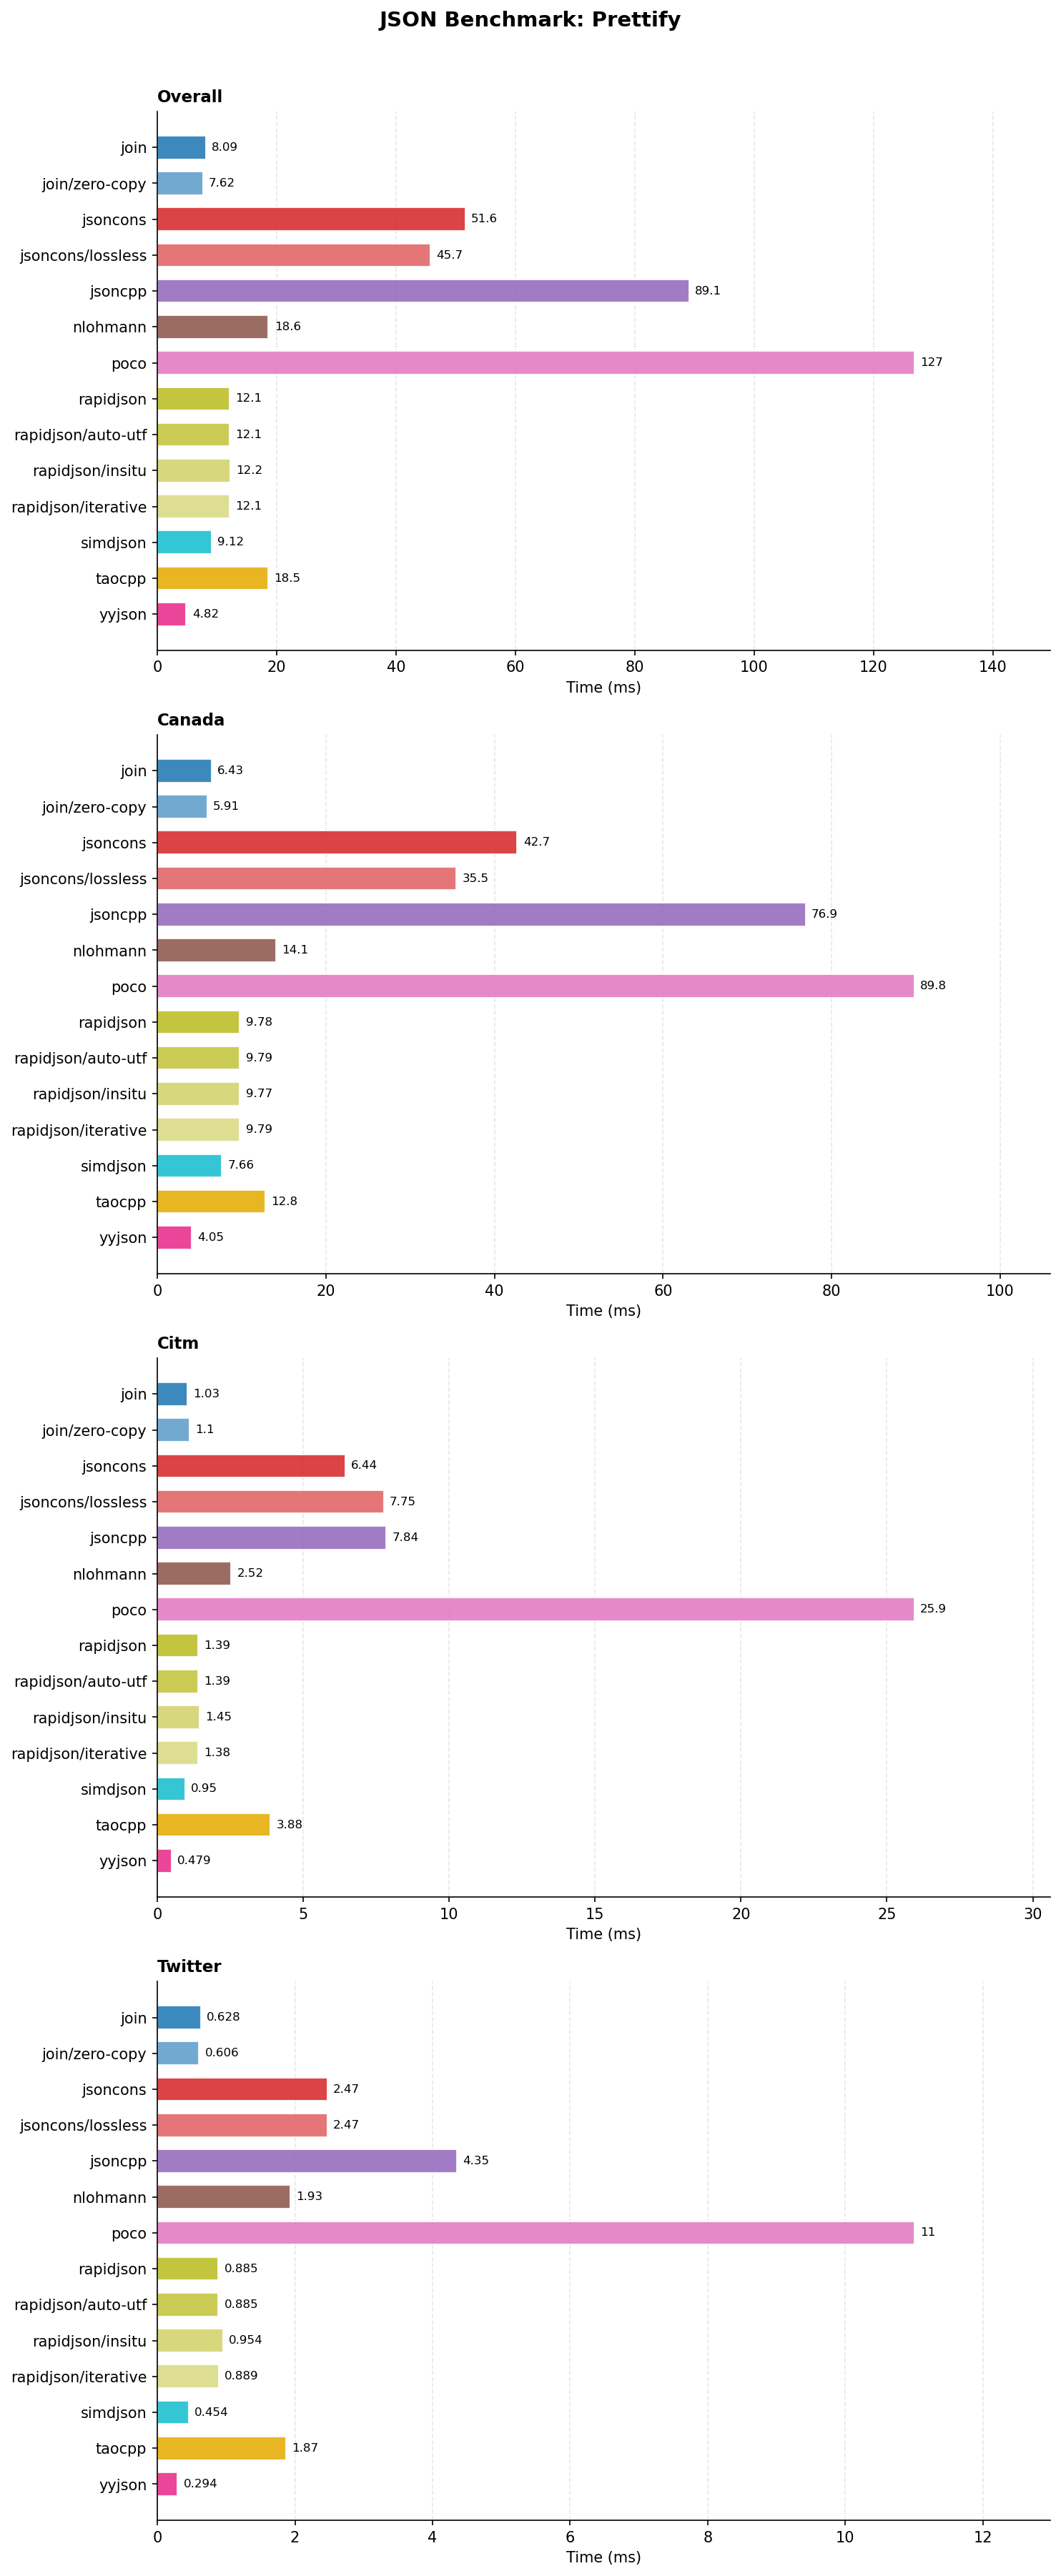 JSON Benchmark: Prettify
Overall
join 8.09
join/zero-copy 7.62
jsoncons 51.6
jsoncons/lossless 45.7
jsoncpp 89.1
nlohmann 18.6
poco 127
rapidjson 12.1
rapidjson/auto-utf 12.1
rapidjson/insitu 12.2
rapidjson/iterative 12.1
simdjson 9.12
taocpp 18.5
yyjson 4.82
0 20 40 60 80 100 120 140
Time (ms)
Canada
join 6.43
join/zero-copy 5.91
jsoncons 42.7
jsoncons/lossless 35.5
jsoncpp 76.9
nlohmann 14.1
poco 89.8
rapidjson 9.78
rapidjson/auto-utf 9.79
rapidjson/insitu 9.77
rapidjson/iterative 9.79
simdjson 7.66
taocpp 12.8
yyjson 4.05
0 20 40 60 80 100
Time (ms)
Citm
join 1.03
join/zero-copy 1.1
jsoncons 6.44
jsoncons/lossless 7.75
jsoncpp 7.84
nlohmann 2.52
poco 25.9
rapidjson 1.39
rapidjson/auto-utf 1.39
rapidjson/insitu 1.45
rapidjson/iterative 1.38
simdjson 0.95
taocpp 3.88
yyjson 0.479
0 5 10 15 20 25 30
Time (ms)
Twitter
join 0.628
join/zero-copy 0.606
jsoncons 2.47
jsoncons/lossless 2.47
jsoncpp 4.35
nlohmann 1.93
poco 11
rapidjson 0.885
rapidjson/auto-utf 0.885
rapidjson/insitu 0.954
rapidjson/iterative 0.889
simdjson 0.454
taocpp 1.87
yyjson 0.294
0 2 4 6 8 10 12
Time (ms)